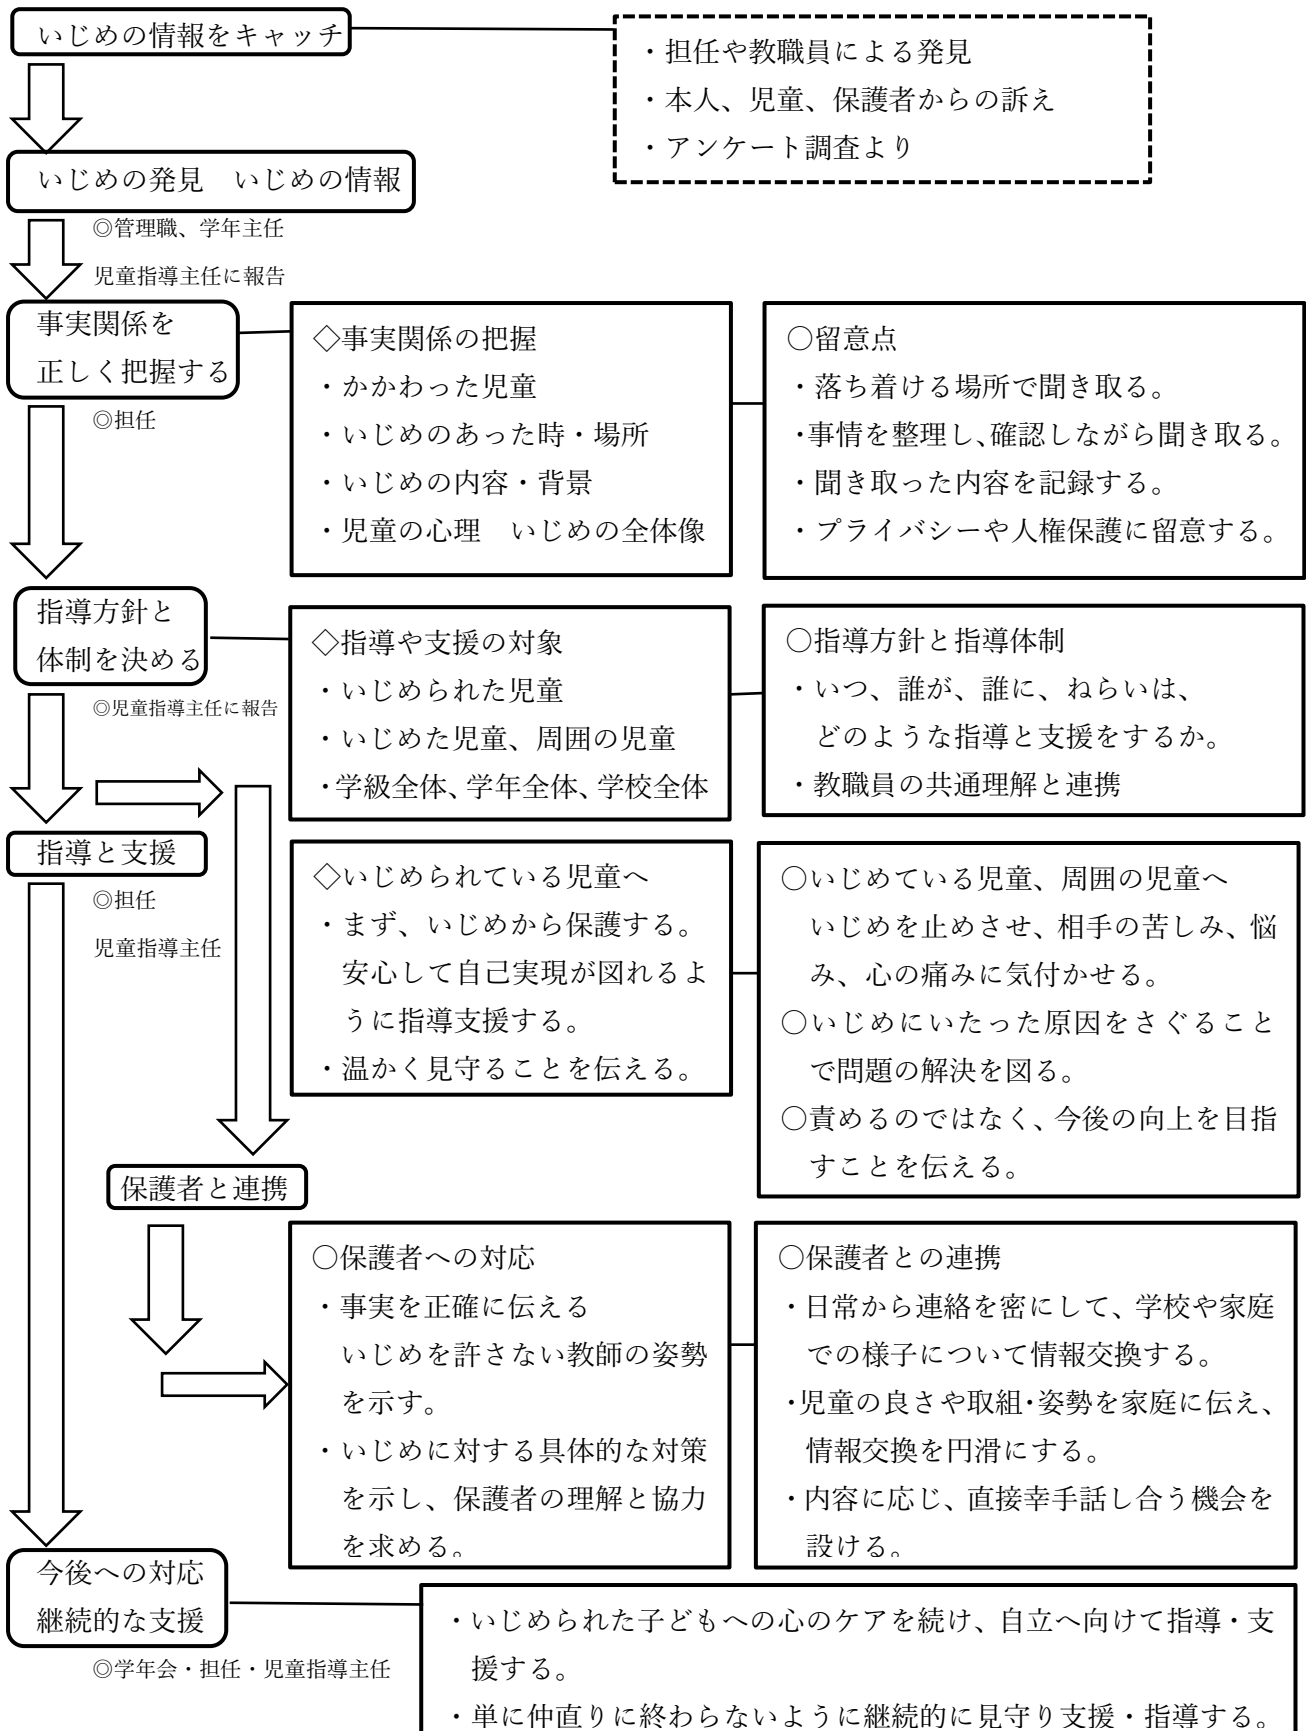 いじめの情報をキャッチ
・担任や教職員による発見
・本人、児童、保護者からの訴え
・アンケート調査より
いじめの発見　いじめの情報
◎管理職、学年主任
児童指導主任に報告
事実関係を
正しく把握する
◎担任
◇事実関係の把握
・かかわった児童
・いじめのあった時・場所
・いじめの内容・背景
・児童の心理　いじめの全体像
〇留意点
・落ち着ける場所で聞き取る。
・事情を整理し、確認しながら聞き取る。
・聞き取った内容を記録する。
・プライバシーや人権保護に留意する。
指導方針と
体制を決める
◎児童指導主任に報告
◇指導や支援の対象
・いじめられた児童
・いじめた児童、周囲の児童
・学級全体、学年全体、学校全体
〇指導方針と指導体制
・いつ、誰が、誰に、ねらいは、
どのような指導と支援をするか。
・教職員の共通理解と連携
指導と支援
◎担任
児童指導主任
◇いじめられている児童へ
・まず、いじめから保護する。
安心して自己実現が図れるよ
うに指導支援する。
・温かく見守ることを伝える。
〇いじめている児童、周囲の児童へ
いじめを止めさせ、相手の苦しみ、悩
み、心の痛みに気付かせる。
〇いじめにいたった原因をさぐること
で問題の解決を図る。
〇責めるのではなく、今後の向上を目指
すことを伝える。
保護者と連携
〇保護者への対応
・事実を正確に伝える
いじめを許さない教師の姿勢
を示す。
・いじめに対する具体的な対策
を示し、保護者の理解と協力
を求める。
〇保護者との連携
・日常から連絡を密にして、学校や家庭
での様子について情報交換する。
・児童の良さや取組・姿勢を家庭に伝え、
情報交換を円滑にする。
・内容に応じ、直接幸手話し合う機会を
設ける。
今後への対応
継続的な支援
◎学年会・担任・児童指導主任
・いじめられた子どもへの心のケアを続け、自立へ向けて指導・支
援する。
・単に仲直りに終わらないように継続的に見守り支援・指導する。